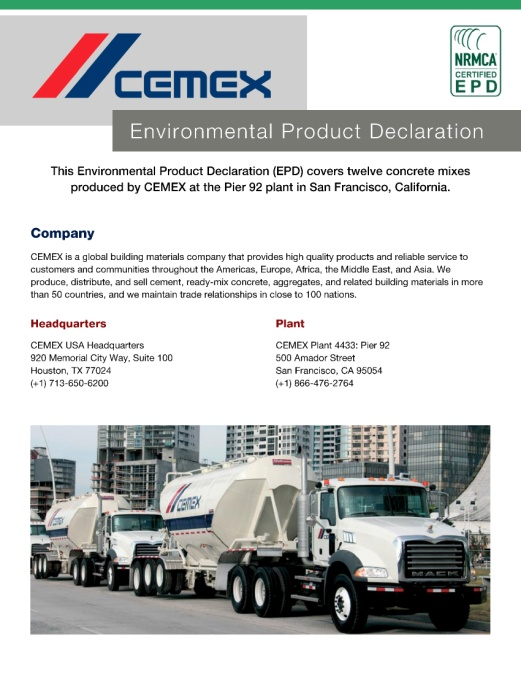 CEMEX
NRMCA
CERTIFIED
EPD
Environmental Product Declaration
This Environmental Product Declaration (EPD) covers twelve concrete mixes
produced by CEMEX at the Pier 92 plant in San Francisco, California.
Company
CEMEX is a global building materials company that provides high quality products and reliable service to
customers and communities throughout the Americas, Europe, Africa, the Middle East, and Asia. We
produce, distribute, and sell cement, ready-mix concrete, aggregates, and related building materials in more
than 50 countries, and we maintain trade relationships in close to 100 nations.
Headquarters
CEMEX USA Headquarters
920 Memorial City Way, Suite 100
Houston, TX 77024
(+1) 713-650-6200
Plant
CEMEX Plant 4433: Pier 92
500 Amador Street
San Francisco, CA 95054
(+1) 866-476-2764
CEMEX
CEMEX
MACK